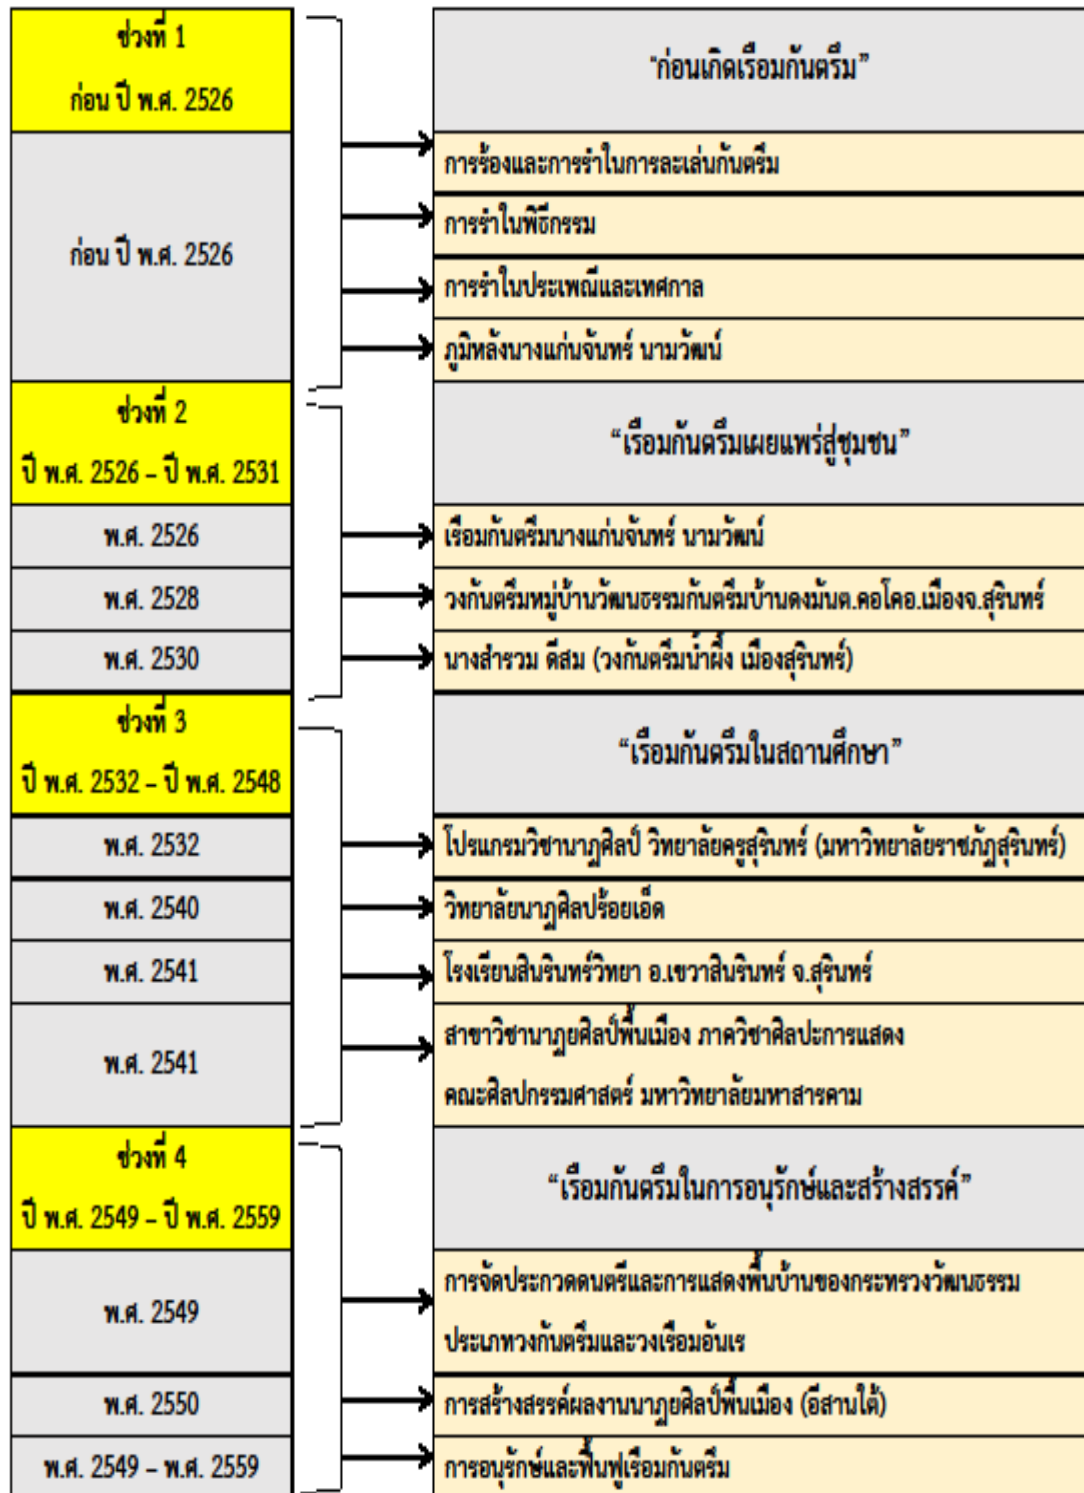 ช่วงที่ 1
ก่อน ปี พ.ศ. 2526
"ก่อนเกิดเรือมกันตรึม"
ก่อน ปี พ.ศ. 2526
การร้องและการรำในการละเล่นกันตรึม
การรำในพิธีกรรม
การรำในประเพณีและเทศกาล
ภูมิหลังนางแก่นจันทร์ นามวัฒน์
ช่วงที่ 2
ปี พ.ศ. 2526 – ปี พ.ศ. 2531
“เรือมกันตรึมเผยแพร่สู่ชุมชน”
พ.ศ. 2526
เรือมกันตรึมนางแก่นจันทร์ นามวัฒน์
พ.ศ. 2528
วงกันตรึมหมู่บ้านวัฒนธรรมกันตรึมบ้านดงมันต.คอโคอ.เมืองจ.สุรินทร์
พ.ศ. 2530
นางสำรวม ดีสม (วงกันตรึมน้ำผึ้ง เมืองสุรินทร์)
ช่วงที่ 3
ปี พ.ศ. 2532 – ปี พ.ศ. 2548
“เรือมกันตรึมในสถานศึกษา”
พ.ศ. 2532
โปรแกรมวิชานาฏศิลป์ วิทยาลัยครูสุรินทร์ (มหาวิทยาลัยราชภัฏสุรินทร์)
พ.ศ. 2540
วิทยาลัยนาฏศิลปร้อยเอ็ด
พ.ศ. 2541
โรงเรียนสินรินทร์วิทยา อ.เขวาสินรินทร์ จ.สุรินทร์
พ.ศ. 2541
สาขาวิชานาฏยศิลป์พื้นเมือง ภาควิชาศิลปะการแสดง
คณะศิลปกรรมศาสตร์ มหาวิทยาลัยมหาสารคาม
ช่วงที่ 4
ปี พ.ศ. 2549 – ปี พ.ศ. 2559
“เรือมกันตรึมในการอนุรักษ์และสร้างสรรค์”
พ.ศ. 2549
การจัดประกวดดนตรีและการแสดงพื้นบ้านของกระทรวงวัฒนธรรม
ประเภทวงกันตรึมและวงเรือมอันเร
พ.ศ. 2550
การสร้างสรรค์ผลงานนาฏยศิลป์พื้นเมือง (อีสานใต้)
พ.ศ. 2549 – พ.ศ. 2559
การอนุรักษ์และฟื้นฟูเรือมกันตรึม